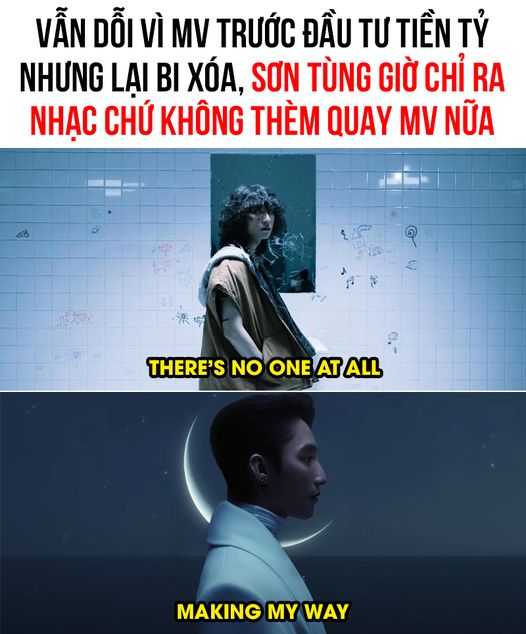 VẪN DỖI VÌ MV TRƯỚC ĐẦU TƯ TIỀN TỶ
NHƯNG LẠI BI XÓA, SƠN TÙNG GIỜ CHỈ RA
NHẠC CHỨ KHÔNG THÈM QUAY MV NỮA
THERE'S NO ONE AT ALL
MAKING MY WAY